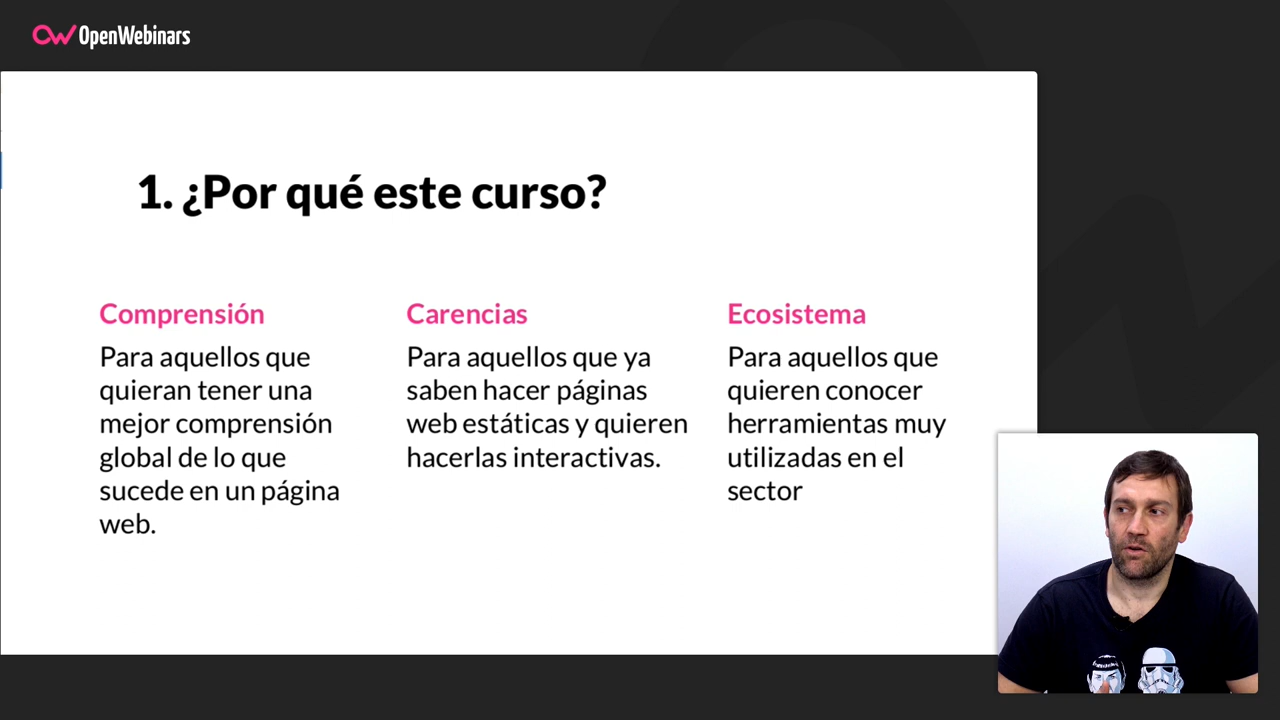 OpenWebinars
1. ¿Por qué este curso?
Comprensión
Para aquellos que
quieran tener una
mejor comprensión
global de lo que
sucede en un página
web.
Carencias
Para aquellos que ya
saben hacer páginas
web estáticas y quieren
hacerlas interactivas.
Ecosistema
Para aquellos que
quieren conocer
herramientas muy
utilizadas en el
sector